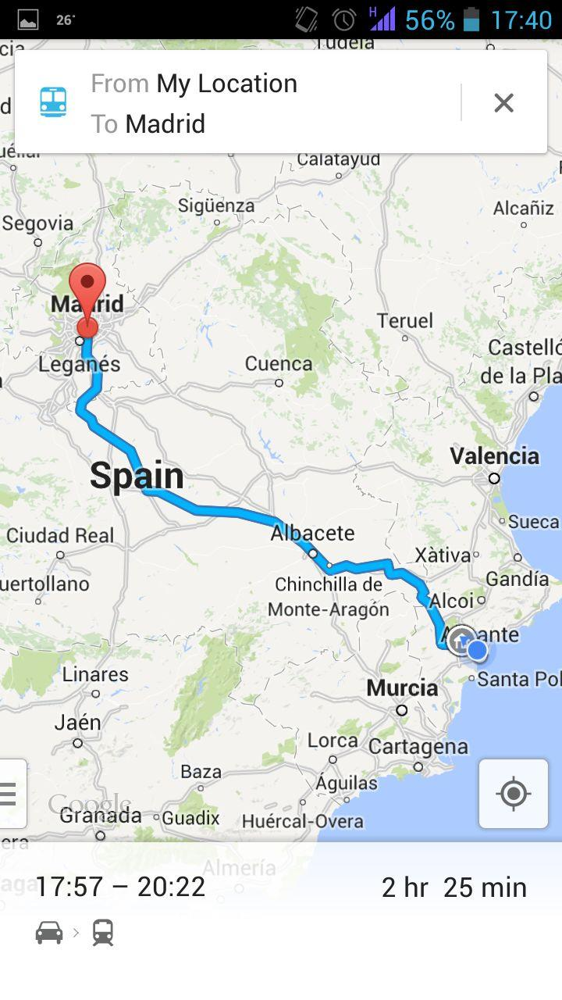 26°
H
56%
17:40
Tudela
From My Location
To Madrid
Calatayud
Sigüenza
Alcañiz
Segovia
Madrid
Teruel
Leganés
Cuenca
Castelló
de la Pla
Valencia
Spain
Sueca
Albacete
Ciudad Real
Xàtiva
Gandía
Chinchilla de
Monte-Aragón
uertollano
Alcoi
Santa Pol
Linares
Murcia
Jaén
Lorca
Cartagena
Baza
Águilas
Google
Granada
Guadix
Huércal-Overa
era
Almería
aga
17:57 – 20:22
2 hr 25 min